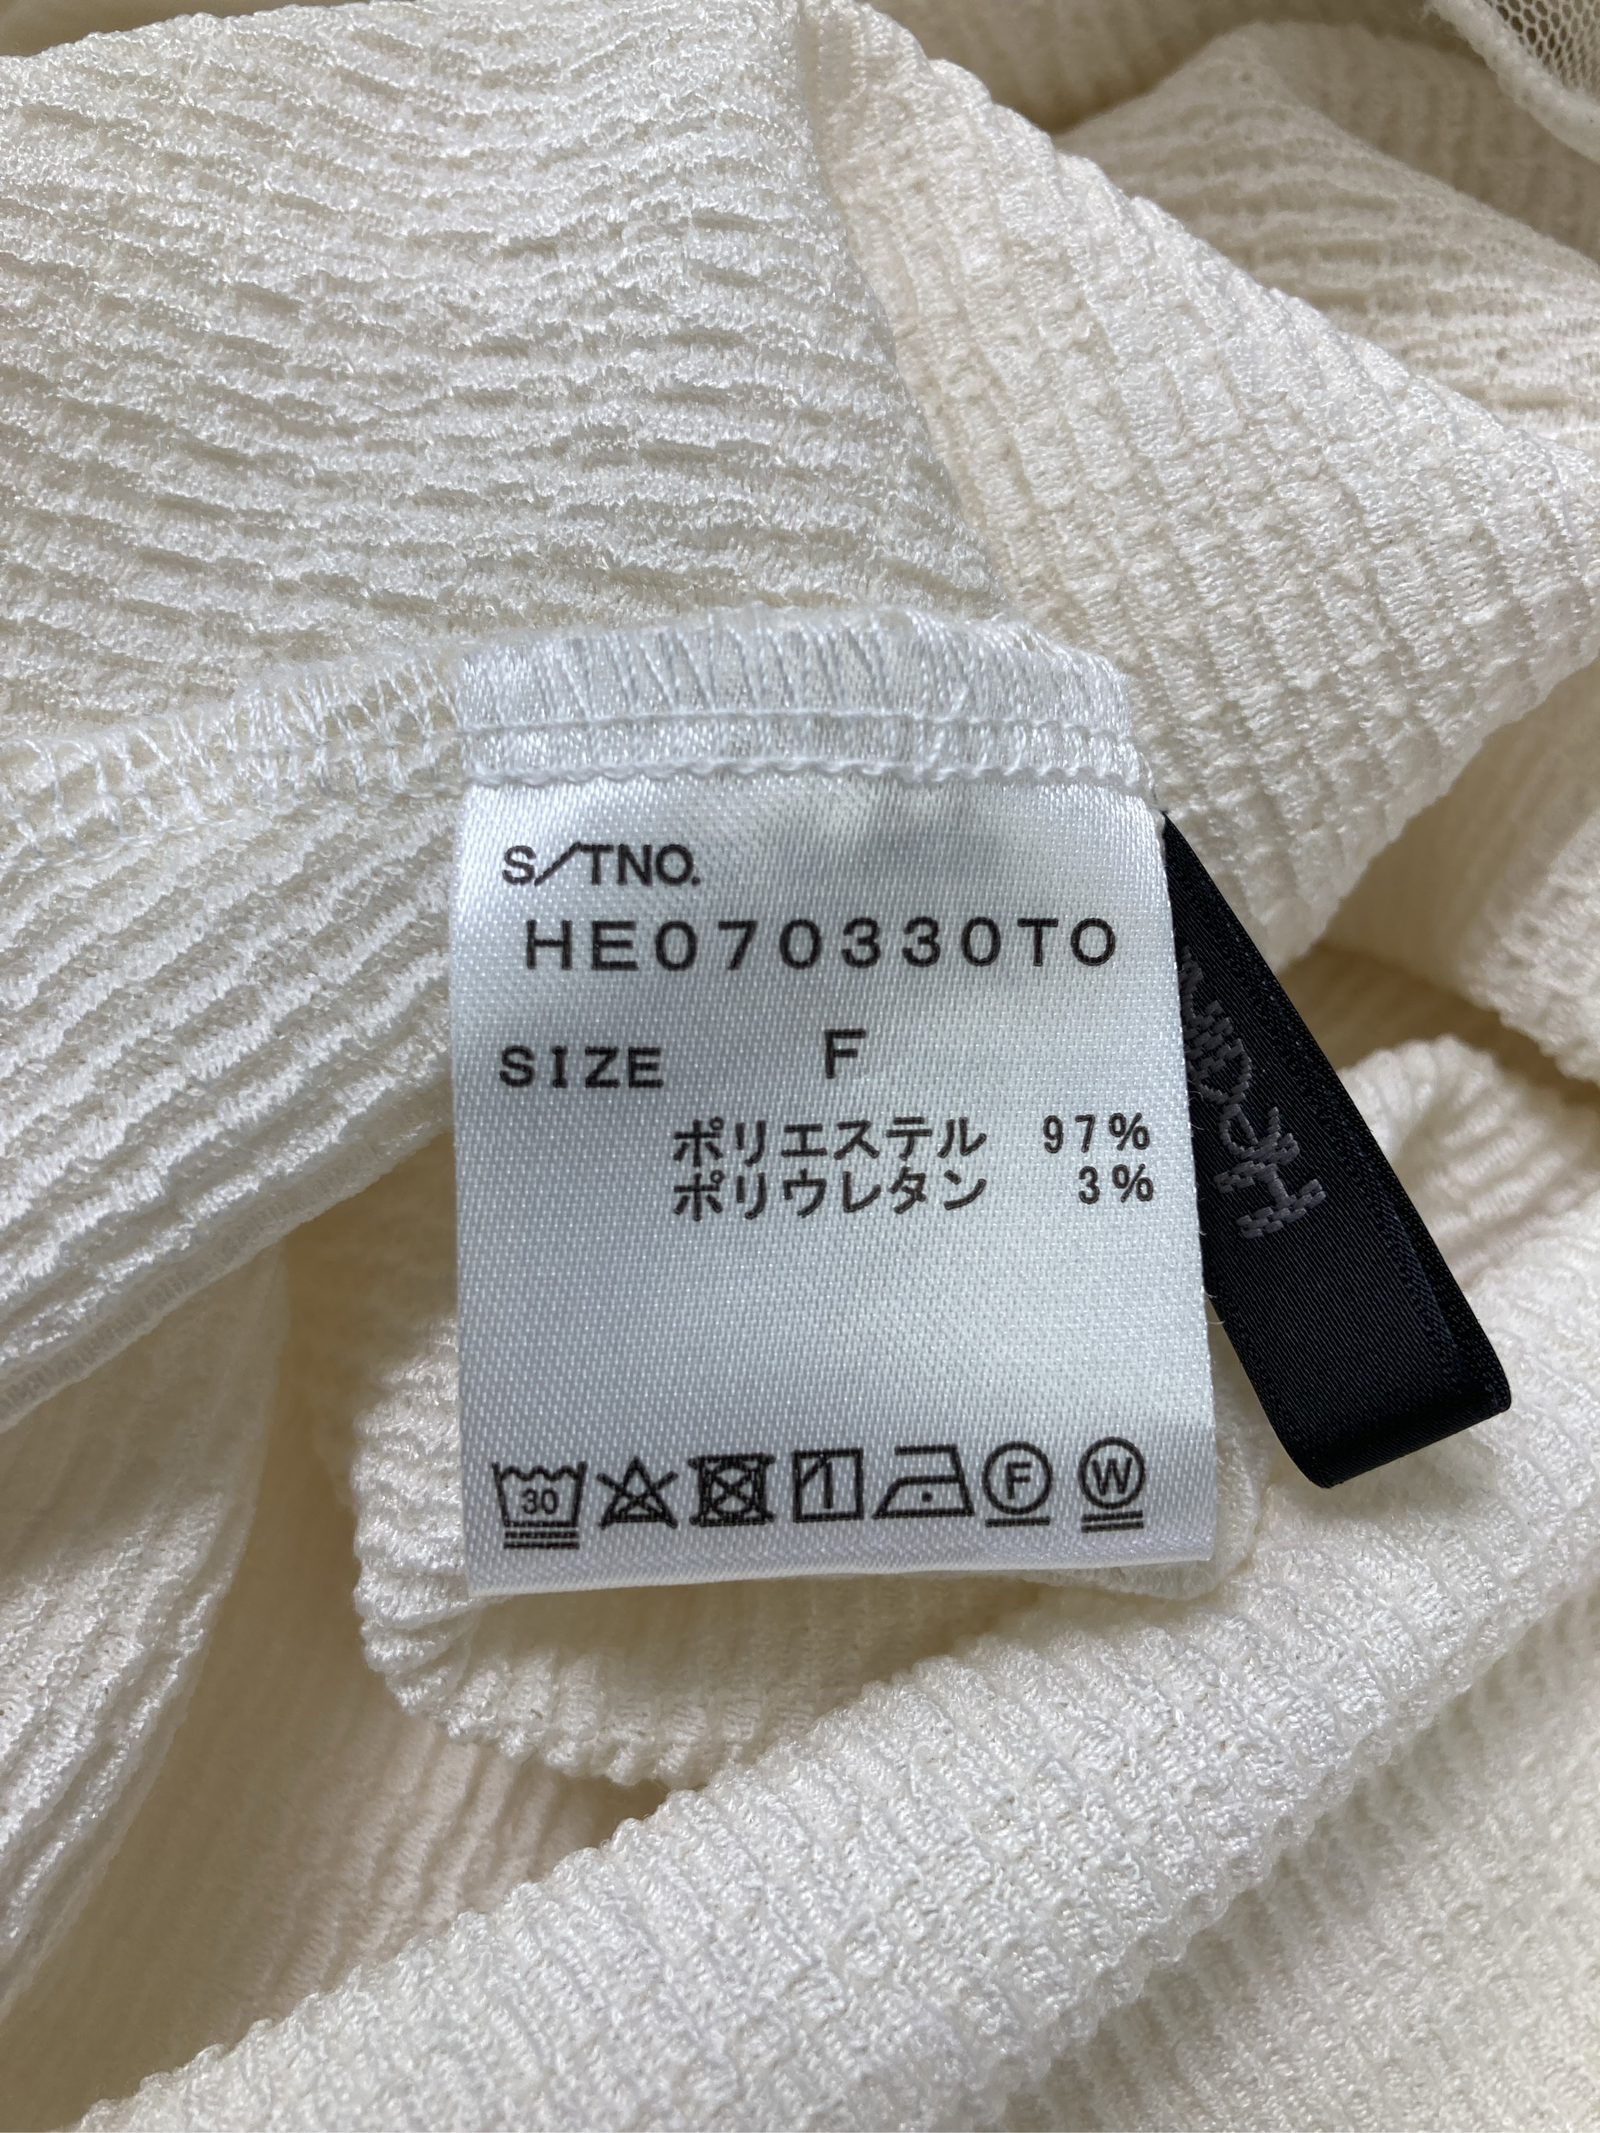 S/TNO.
HE070330TO
SIZE F
ポリエステル 97%
ポリウレタン 3%
30
F
W